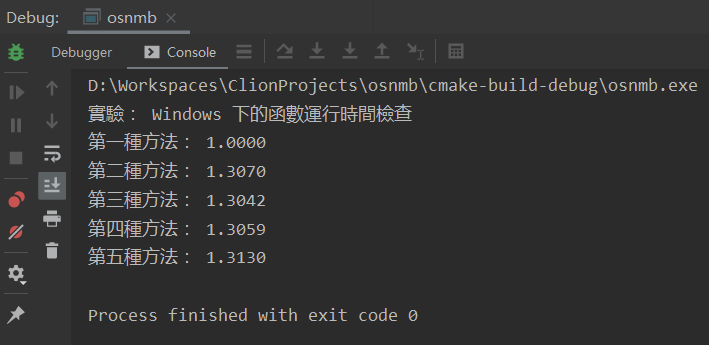 Debug: osnmb
Debugger Console
D:\Workspaces\ClionProjects\osnmb\cmake-build-debug\osnmb.exe
實驗： Windows 下的函數運行時間檢查
第一種方法： 1.0000
第二種方法： 1.3070
第三種方法： 1.3042
第四種方法： 1.3059
第五種方法： 1.3130
Process finished with exit code 0